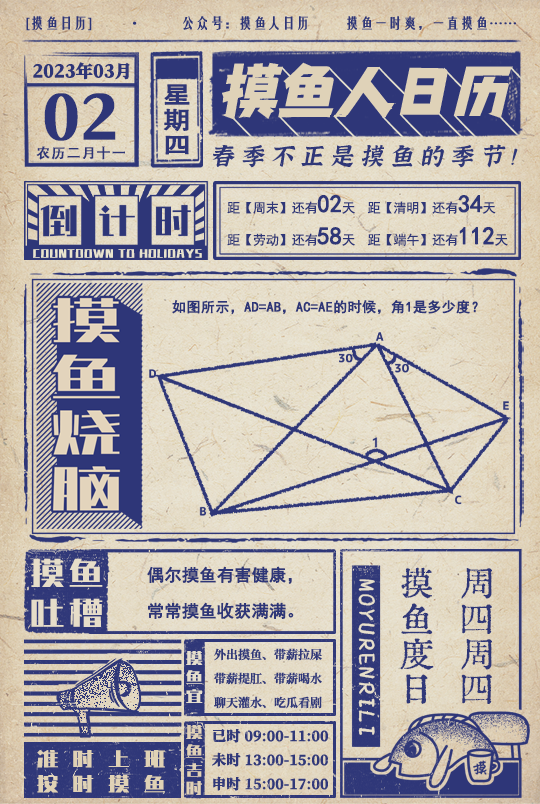 [摸鱼日历] · 公众号：摸鱼人日历 摸鱼一时爽，一直摸鱼……
2023年03月
02
农历二月十一
星期四
摸鱼人日历
春季不正是摸鱼的季节！
倒计时
COUNTDOWN TO HOLIDAYS
距【周末】还有02天 距【清明】还有34天
距【劳动】还有58天 距【端午】还有112天
摸鱼烧脑
如图所示，AD=AB，AC=AE的时候，角1是多少度？
A
30
30
D
E
1
C
B
摸鱼
吐槽
偶尔摸鱼有害健康，
常常摸鱼收获满满。
准时上班
按时摸鱼
摸鱼宜
外出摸鱼、带薪拉屎
带薪提肛、带薪喝水
聊天灌水、吃瓜看剧
摸鱼吉时
巳时 09:00-11:00
未时 13:00-15:00
申时 15:00-17:00
周四周四
摸鱼度日
MOYURENRILI
摸